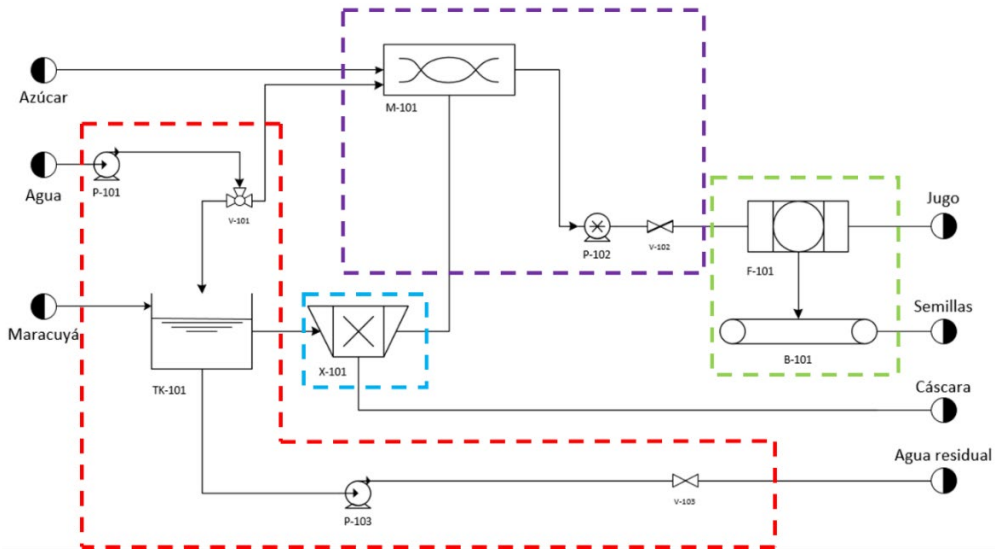 Azúcar
M-101
Agua
P-101
V-101
Jugo
P-102
V-102
F-101
Maracuyá
Semillas
TK-101
X-101
B-101
Cáscara
Agua residual
P-103
V-103